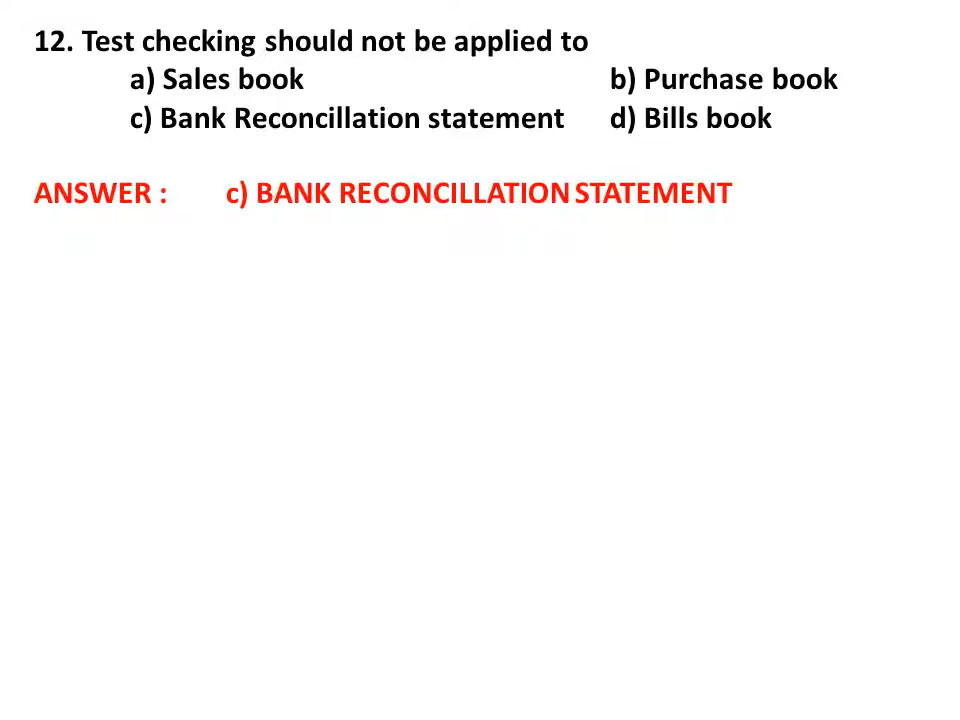 12. Test checking should not be applied to
a) Sales book b) Purchase book
c) Bank Reconcillation statement d) Bills book
ANSWER : c) BANK RECONCILLATION STATEMENT